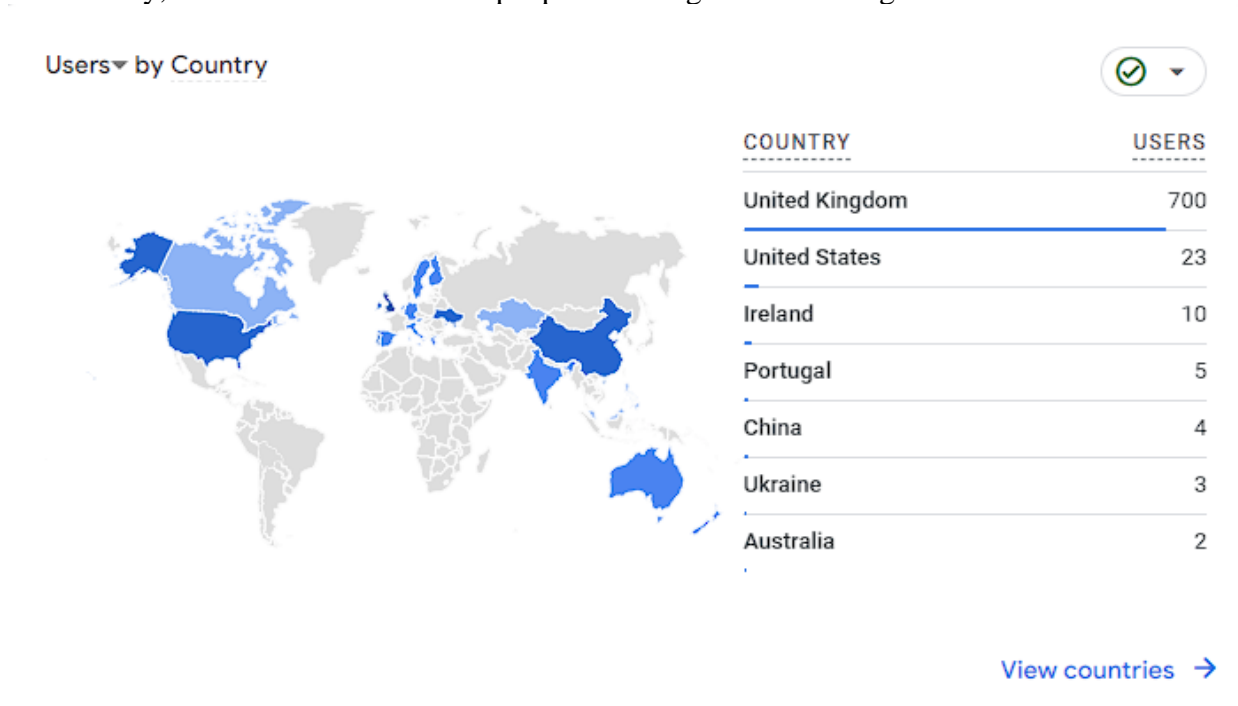 Users by Country
COUNTRY USERS
United Kingdom 700
United States 23
Ireland 10
Portugal 5
China 4
Ukraine 3
Australia 2
View countries